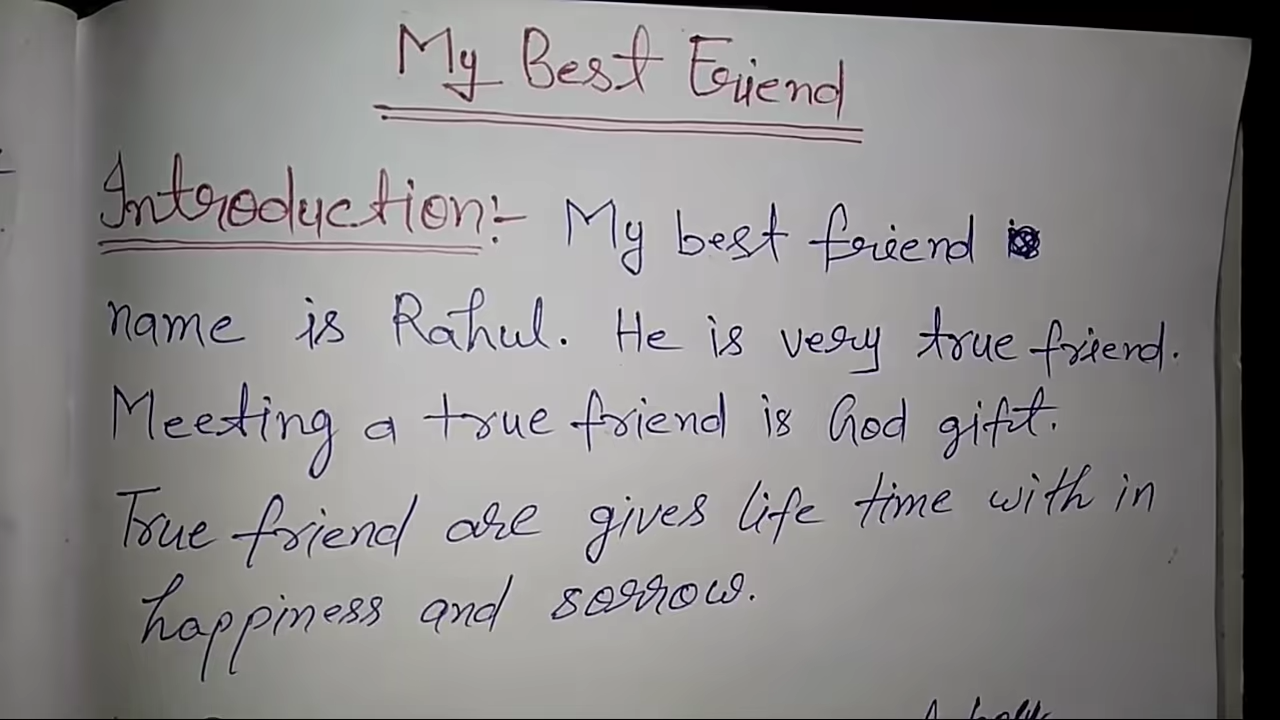 My Best Friend
Introduction:- My best friend
name is Rahul. He is very true friend.
Meeting a true friend is God gift.
True friend are gives life time with in
happiness and sorrow.